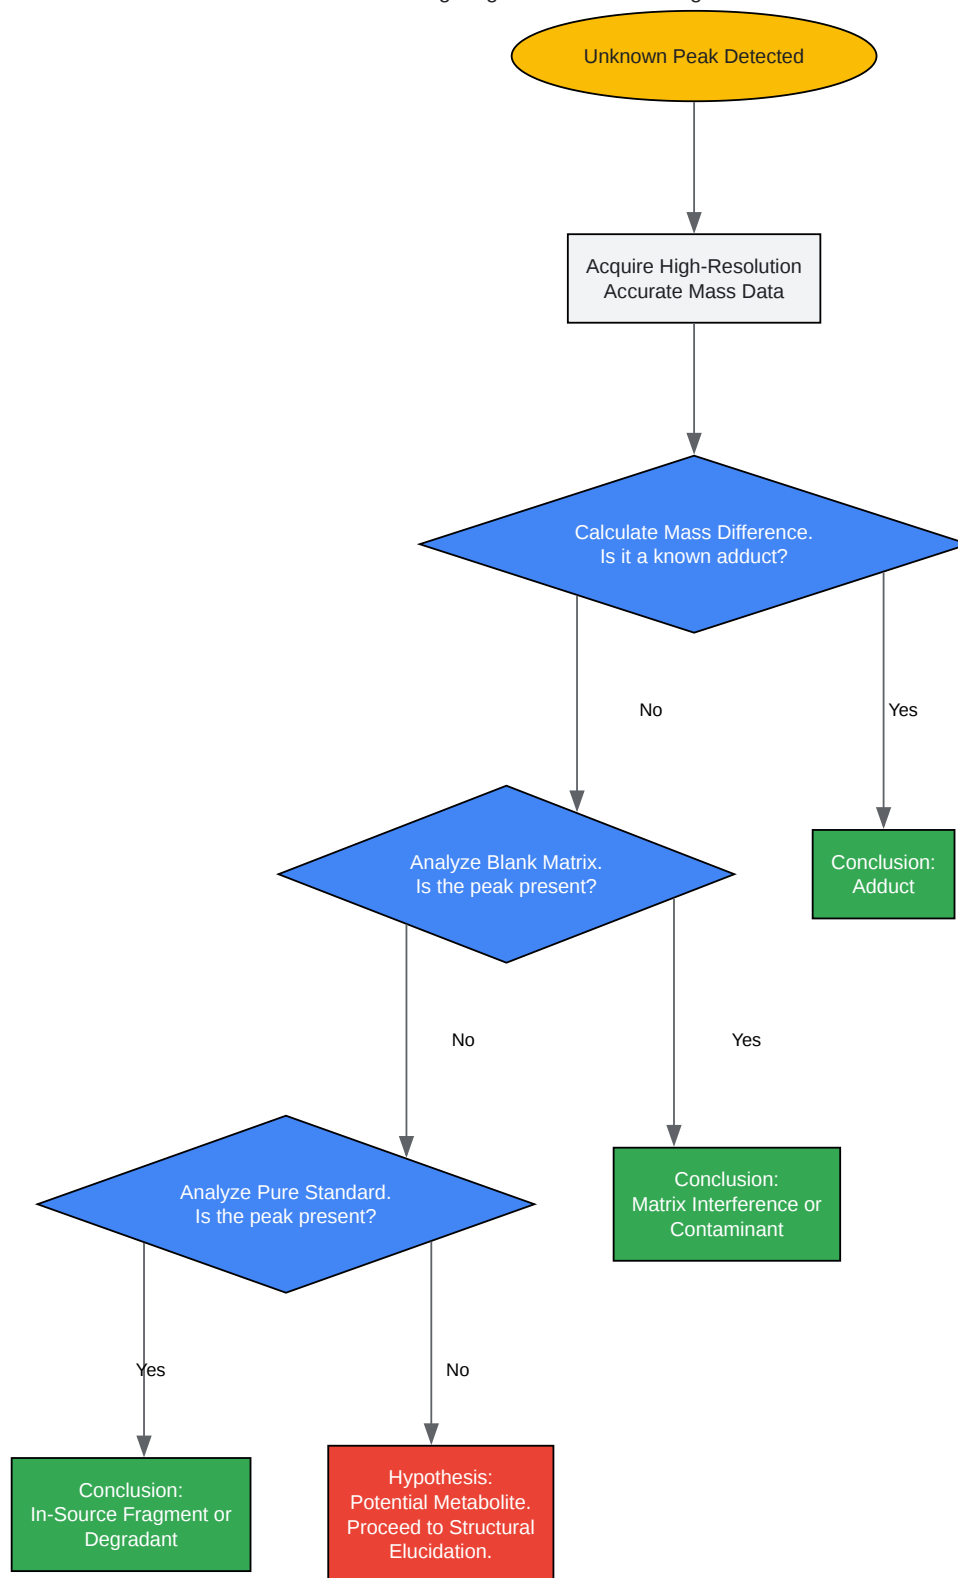 Unknown Peak Detected
Acquire High-Resolution
Accurate Mass Data
Calculate Mass Difference.
Is it a known adduct?
No
Yes
Analyze Blank Matrix.
Is the peak present?
Conclusion:
Adduct
No
Yes
Analyze Pure Standard.
Is the peak present?
Conclusion:
Matrix Interference or
Contaminant
Yes
No
Conclusion:
In-Source Fragment or
Degradant
Hypothesis:
Potential Metabolite.
Proceed to Structural
Elucidation.